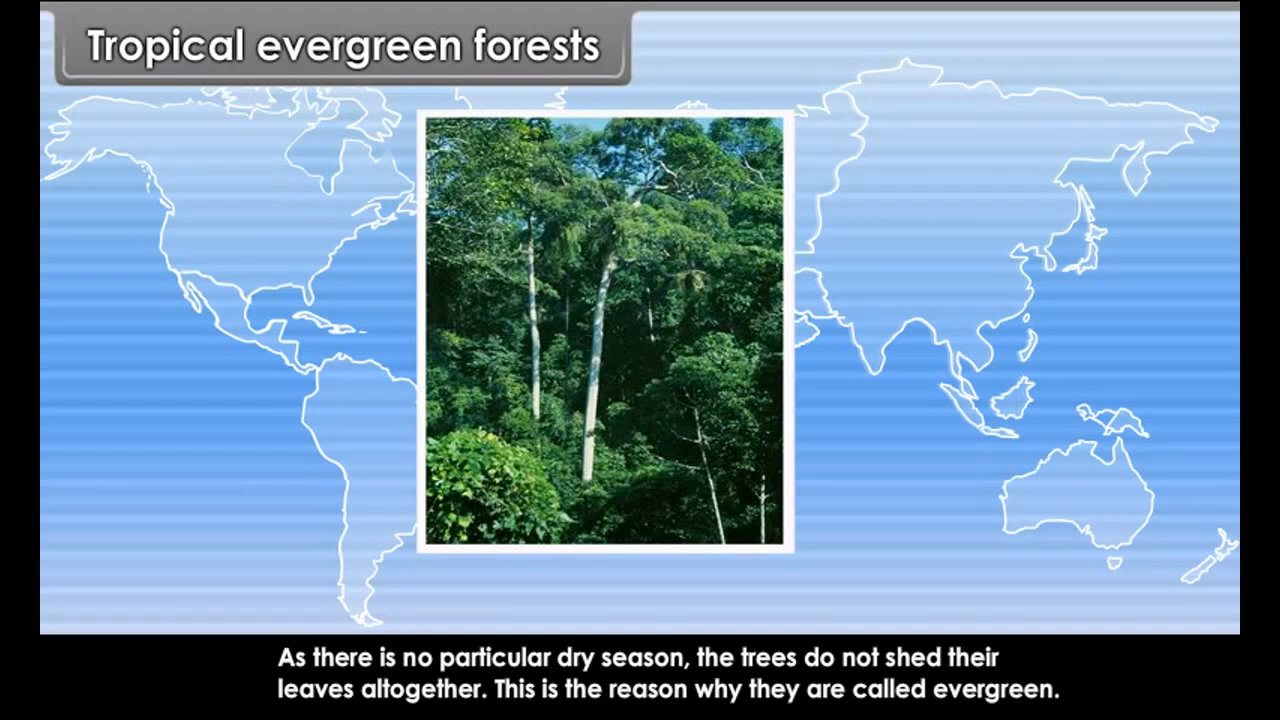 Tropical evergreen forests
As there is no particular dry season, the trees do not shed their
leaves altogether. This is the reason why they are called evergreen.